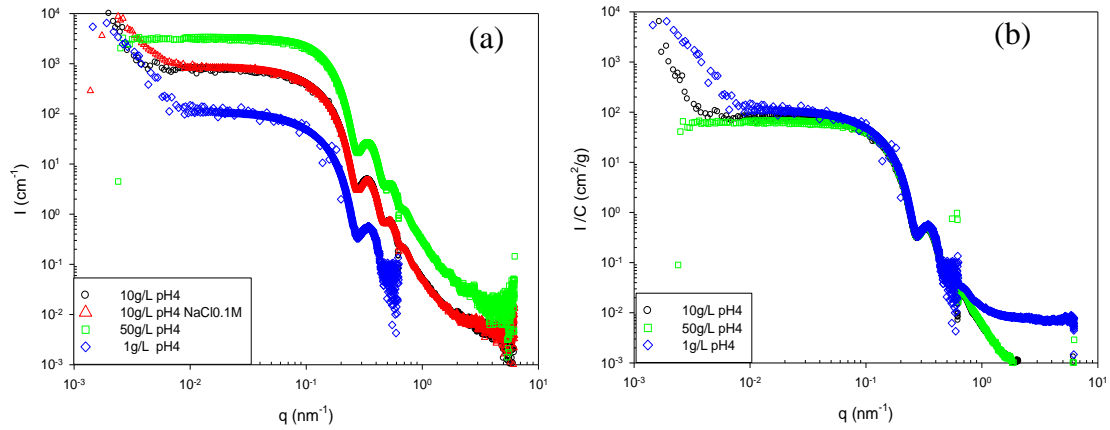 (a)
10⁴
10³
10²
10¹
10⁰
10⁻¹
10⁻²
10⁻³
I (cm⁻¹)
10g/L pH4
10g/L pH4 NaCl0.1M
50g/L pH4
1g/L pH4
10⁻³ 10⁻² 10⁻¹ 10⁰ 10¹
q (nm⁻¹)
(b)
10⁴
10³
10²
10¹
10⁰
10⁻¹
10⁻²
10⁻³
I /C (cm²/g)
10g/L pH4
50g/L pH4
1g/L pH4
10⁻³ 10⁻² 10⁻¹ 10⁰ 10¹
q (nm⁻¹)